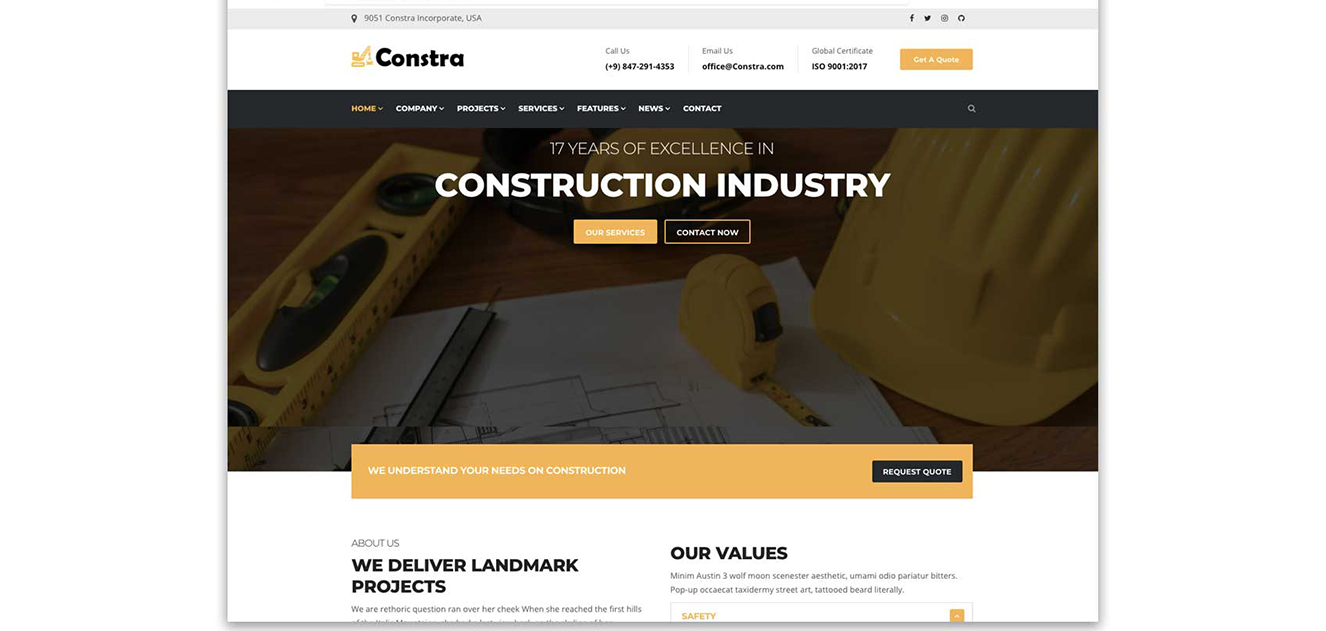 9051 Constra Incorporate, USA
Constra
Call Us
(+9) 847-291-4353
Email Us
office@Constra.com
Global Certificate
ISO 9001:2017
Get A Quote
HOME COMPANY PROJECTS SERVICES FEATURES NEWS CONTACT
17 YEARS OF EXCELLENCE IN
CONSTRUCTION INDUSTRY
OUR SERVICES
CONTACT NOW
WE UNDERSTAND YOUR NEEDS ON CONSTRUCTION
REQUEST QUOTE
ABOUT US
WE DELIVER LANDMARK
PROJECTS
We are rethoric question ran over her cheek When she reached the first hills
OUR VALUES
Minim Austin 3 wolf moon scenester aesthetic, umami odio pariatur bitters.
Pop-up occaecat taxidermy street art, tattooed beard literally.
SAFETY